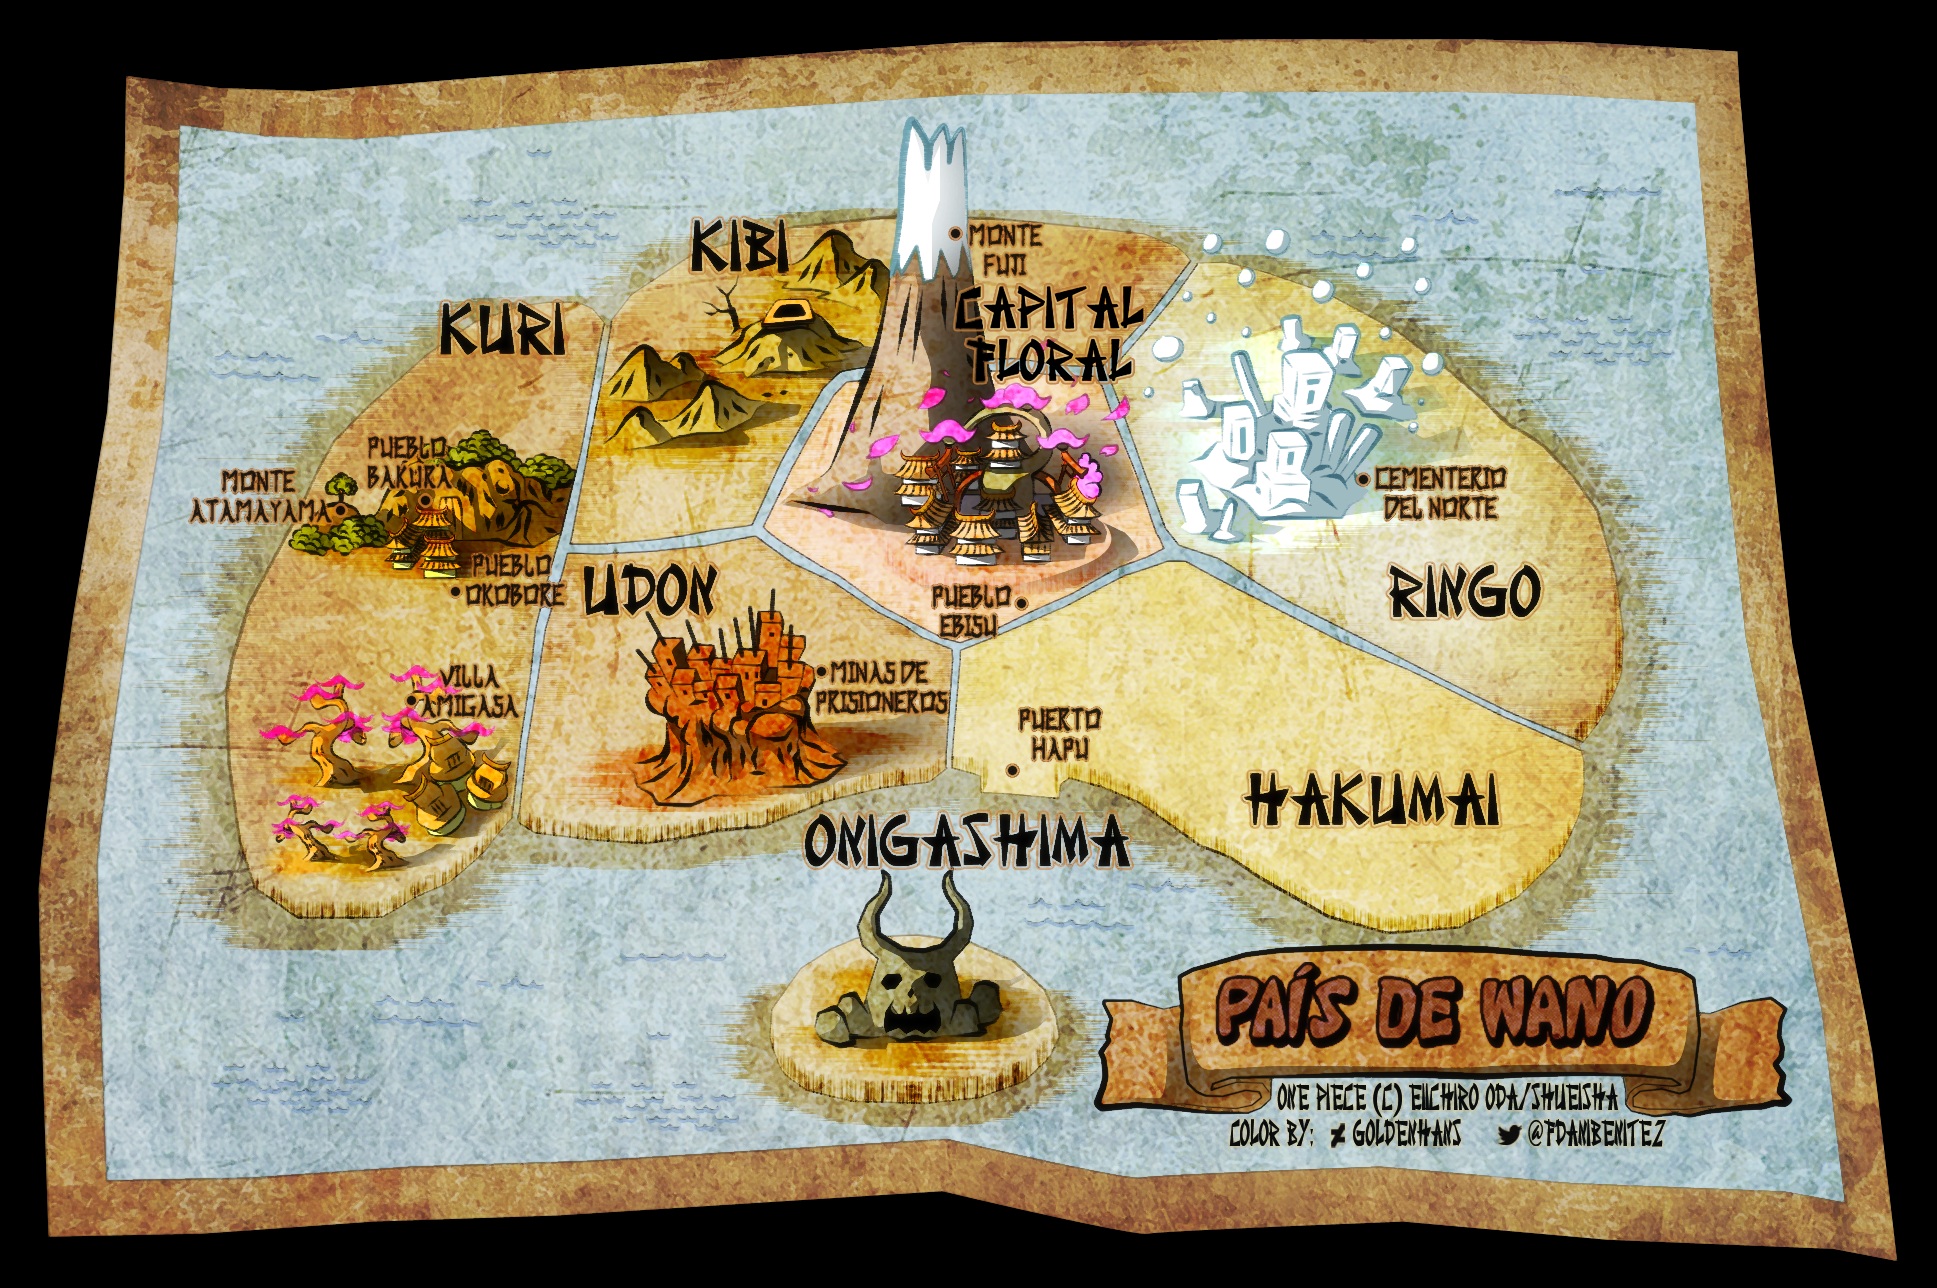 KIBI
MONTE
FUJI
KURI
CAPITAL
FLORAL
PUEBLO
BAKURA
MONTE
ATAMAYAMA
CEMENTERIO
DEL NORTE
PUEBLO
OKOBORE
UDON
PUEBLO
EBISU
RINGO
VILLA
AMIGASA
MINAS DE
PRISIONEROS
PUERTO
HAPU
HAKUMAI
ONIGASHIMA
PAÍS DE WANO
ONE PIECE (C) EIICHIRO ODA/SHUEISHA
COLOR BY: GOLDENHANS @FDANIBENITEZ